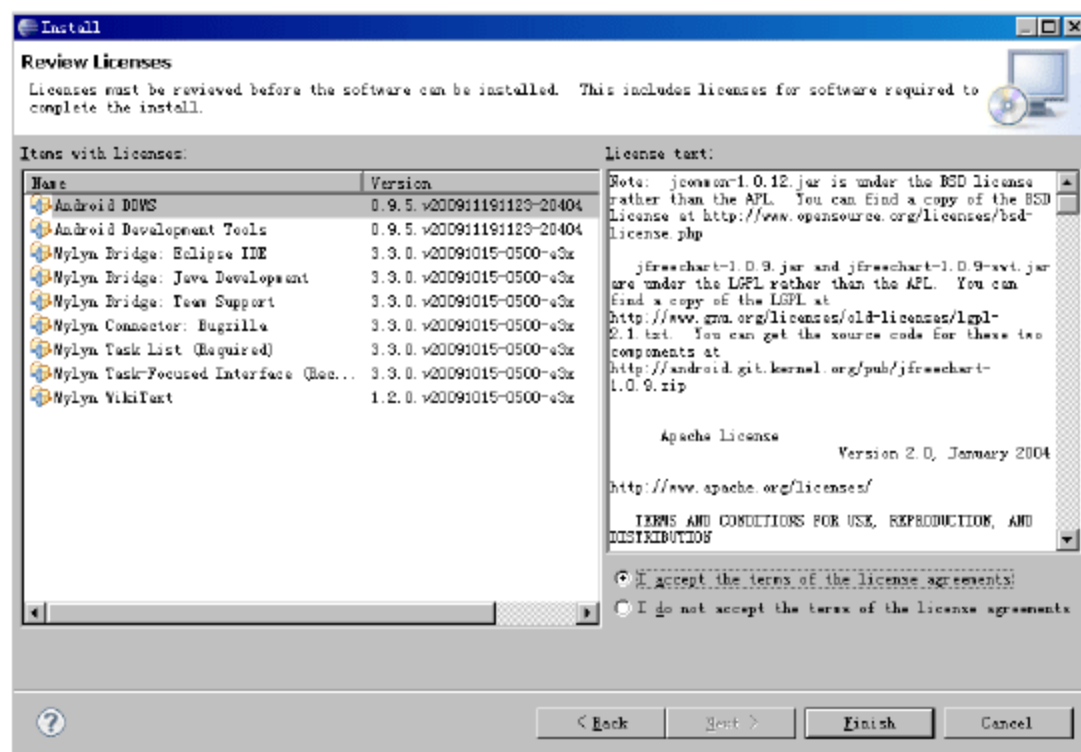 Install
Review Licenses
Licenses must be reviewed before the software can be installed. This includes licenses for software required to
complete the install.
Items with licenses:
Name Version
Android DDMS 0.9.5.v200911191123-20404
Android Development Tools 0.9.5.v200911191123-20404
Mylyn Bridge: Eclipse IDE 3.3.0.v20091015-0500-e3x
Mylyn Bridge: Java Development 3.3.0.v20091015-0500-e3x
Mylyn Bridge: Team Support 3.3.0.v20091015-0500-e3x
Mylyn Connector: Bugzilla 3.3.0.v20091015-0500-e3x
Mylyn Task List (Required) 3.3.0.v20091015-0500-e3x
Mylyn Task-Focused Interface (Rec... 3.3.0.v20091015-0500-e3x
Mylyn WikiText 1.2.0.v20091015-0500-e3x
License text:
Note: jcommon-1.0.12.jar is under the BSD license
rather than the APL. You can find a copy of the BSD
License at http://www.opensource.org/licenses/bsd-
license.php
jfreechart-1.0.9.jar and jfreechart-1.0.9-swt.jar
are under the LGPL rather than the APL. You can
find a copy of the LGPL at
http://www.gnu.org/licenses/old-licenses/lgpl-
2.1.txt. You can get the source code for these two
components at
http://android.git.kernel.org/pub/jfreechart-
1.0.9.zip
Apache License
Version 2.0, January 2004
http://www.apache.org/licenses/
TERMS AND CONDITIONS FOR USE, REPRODUCTION, AND
DISTRIBUTION
I accept the terms of the license agreements
I do not accept the terms of the license agreements
? < Back Next > Finish Cancel